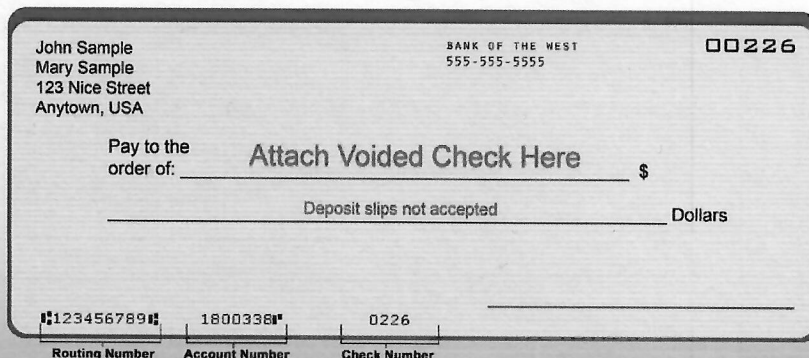 John Sample
Mary Sample
123 Nice Street
Anytown, USA
BANK OF THE WEST
555-555-5555
00226
Pay to the
order of: Attach Voided Check Here $
Deposit slips not accepted Dollars
⑆123456789⑆ 1800338⑈ 0226
Routing Number Account Number Check Number